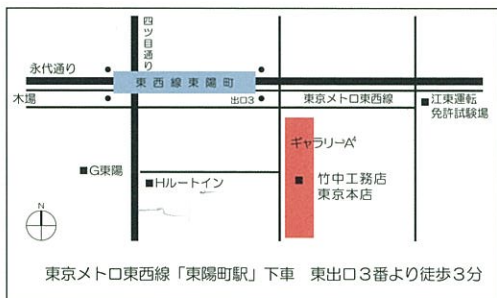 四ツ目通り
永代通り
東西線東陽町
木場
出口3
東京メトロ東西線
■江東運転
免許試験場
ギャラリーA⁴
■G東陽
■Hルートイン
■竹中工務店
東京本店
N
東京メトロ東西線「東陽町駅」下車 東出口3番より徒歩3分